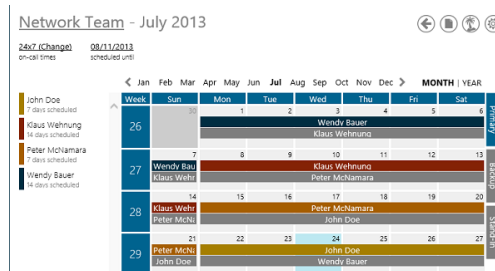 Network Team - July 2013
24x7 (Change) 08/11/2013
on-call times scheduled until
Jan Feb Mar Apr May Jun Jul Aug Sep Oct Nov Dec MONTH | YEAR
John Doe
7 days scheduled
Klaus Wehnung
14 days scheduled
Peter McNamara
7 days scheduled
Wendy Bauer
14 days scheduled
Week Sun Mon Tue Wed Thu Fri Sat
26 30 1 2 3 4 5 6
Wendy Bauer
Klaus Wehnung
27 7 8 9 10 11 12 13
Wendy Bau Klaus Wehnung
Klaus Wehr Peter McNamara
28 14 15 16 17 18 19 20
Klaus Wehr Peter McNamara
Peter McNa John Doe
29 21 22 23 24 25 26 27
Peter McNa John Doe
John Doe Wendy Bauer
Primary
Backup
Stand-in